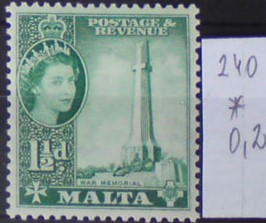 POSTAGE &
REVENUE
1½d
WAR MEMORIAL
MALTA
240
*
0,2